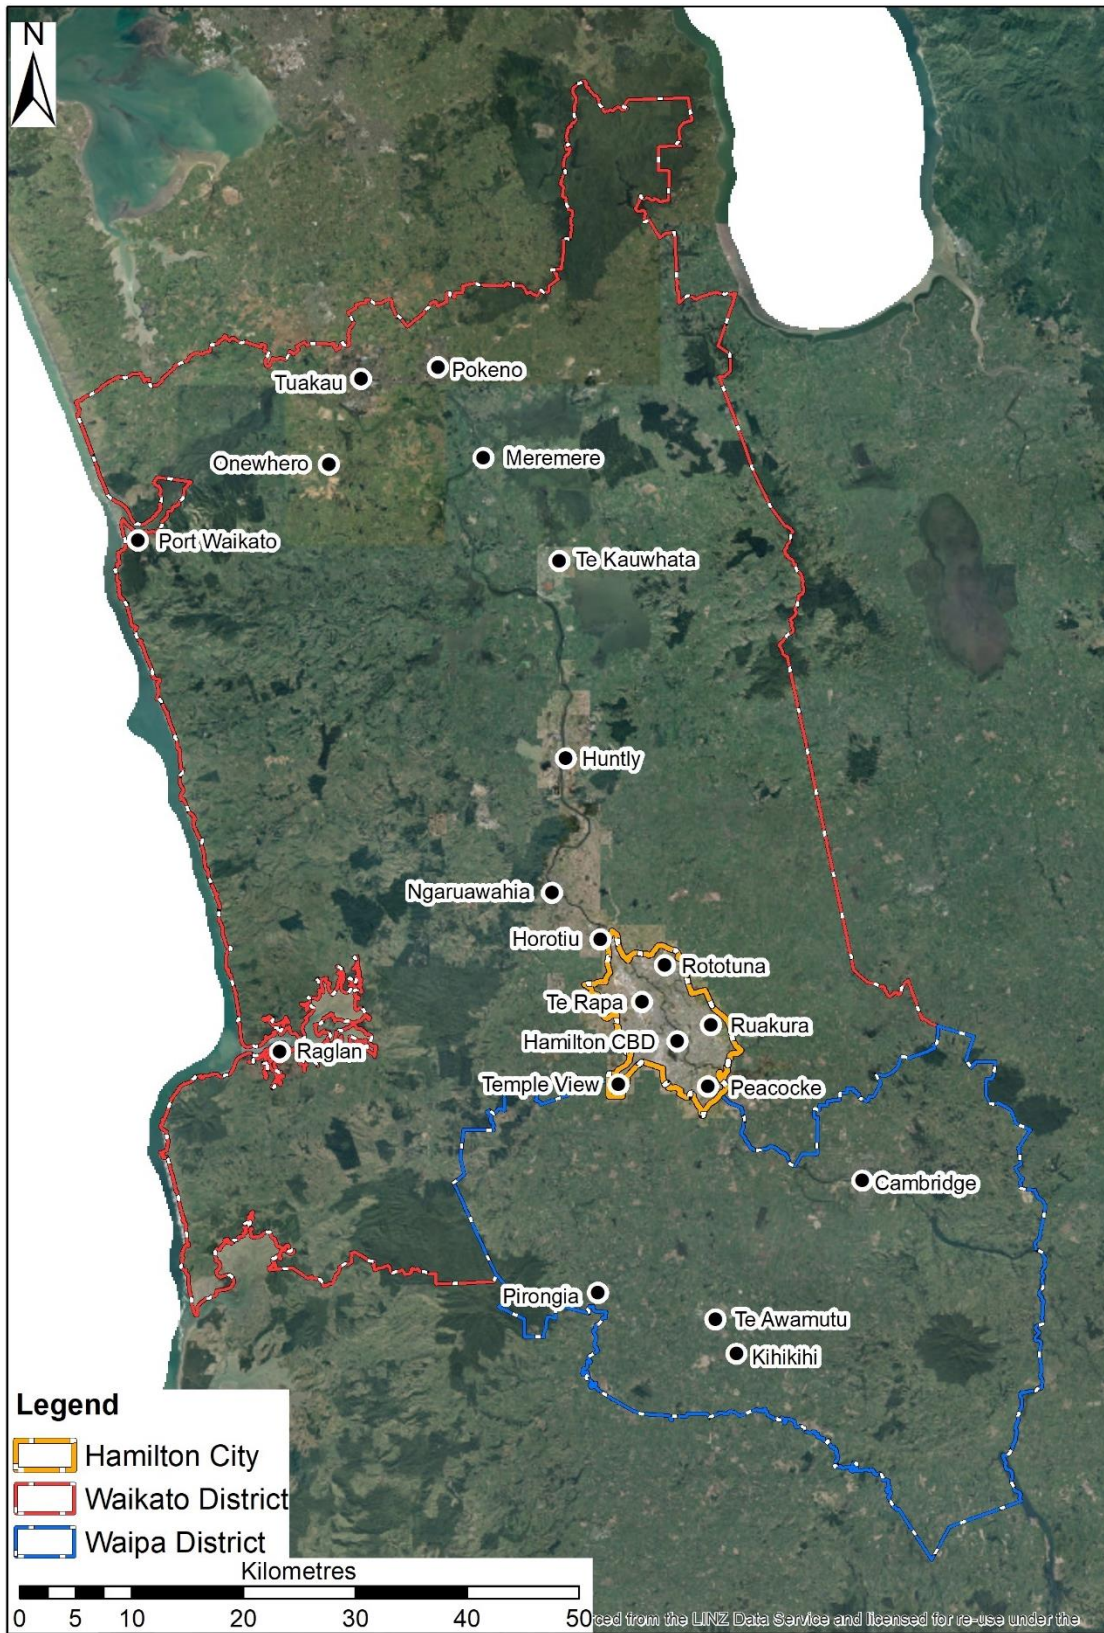 N
Pokeno
Tuakau
Onewhero
Meremere
Port Waikato
Te Kauwhata
Huntly
Ngaruawahia
Horotiu
Rototuna
Te Rapa
Ruakura
Hamilton CBD
Raglan
Temple View
Peacocke
Cambridge
Pirongia
Te Awamutu
Kihikihi
Legend
Hamilton City
Waikato District
Waipa District
Kilometres
0 5 10 20 30 40 50
rced from the LINZ Data Service and licensed for re-use under the